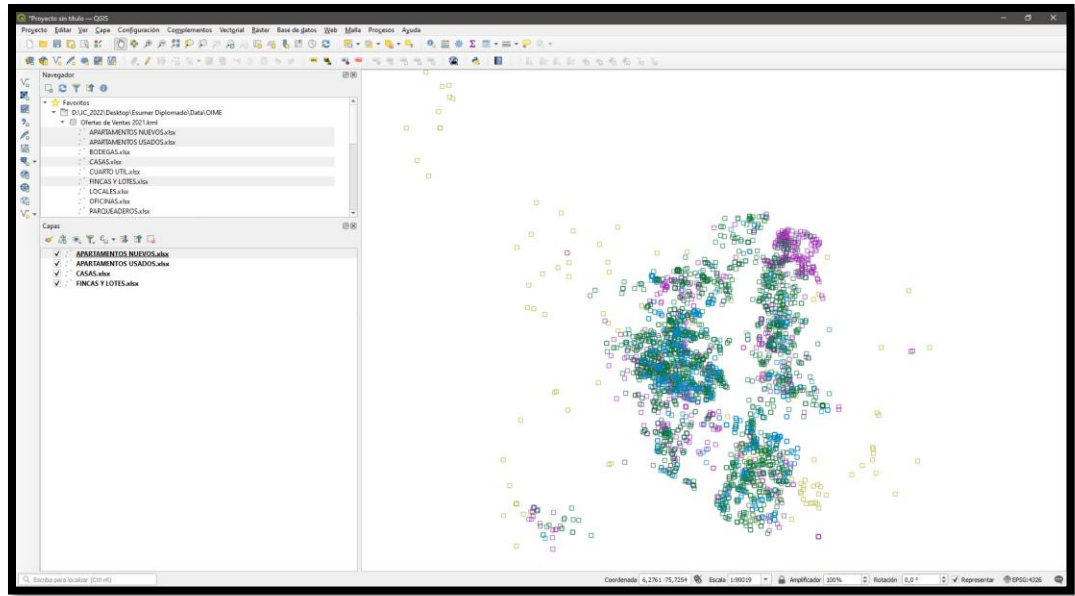 *Proyecto sin título — QGIS
Proyecto Editar Ver Capa Configuración Complementos Vectorial Ráster Base de datos Web Malla Procesos Ayuda
Navegador
Favoritos
D:\JC_2022\Desktop\Esumer Diplomado\Data\OIME
Ofertas de Ventas 2021.kml
APARTAMENTOS NUEVOS.xlsx
APARTAMENTOS USADOS.xlsx
BODEGAS.xlsx
CASAS.xlsx
CUARTO UTIL.xlsx
FINCAS Y LOTES.xlsx
LOCALES.xlsx
OFICINAS.xlsx
PARQUEADEROS.xlsx
Capas
APARTAMENTOS NUEVOS.xlsx
APARTAMENTOS USADOS.xlsx
CASAS.xlsx
FINCAS Y LOTES.xlsx
Escriba para localizar (Ctrl+K)
Coordenada 6,2761 -75,7254 Escala 1:90019 Amplificador 100% Rotación 0,0 ° Representar EPSG:4326